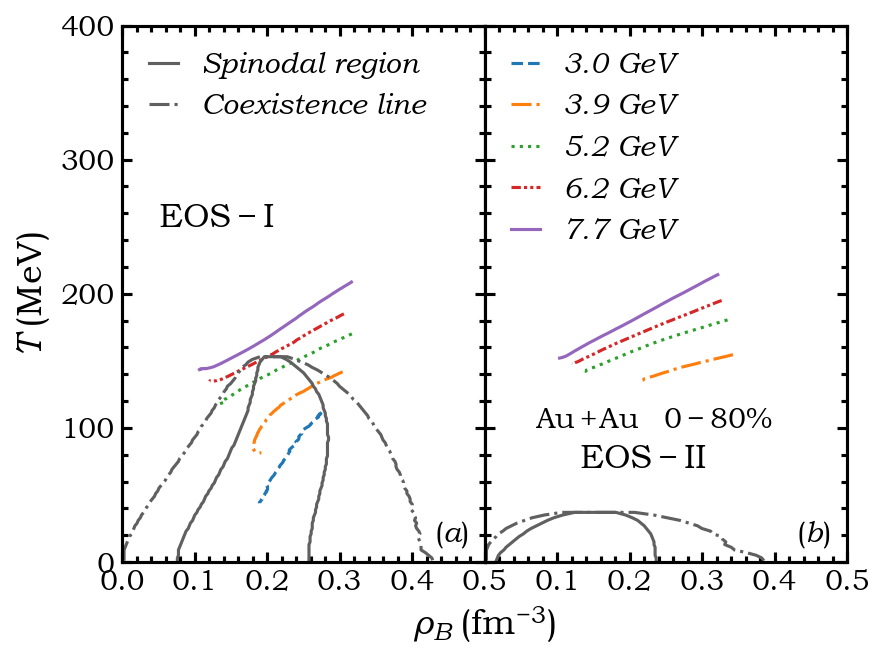 400
300
200
100
0
T (MeV)
Spinodal region
Coexistence line
EOS – I
(a)
3.0 GeV
3.9 GeV
5.2 GeV
6.2 GeV
7.7 GeV
Au+Au 0 – 80%
EOS – II
(b)
0.0 0.1 0.2 0.3 0.4 0.5 0.1 0.2 0.3 0.4 0.5
ρ_B (fm⁻³)